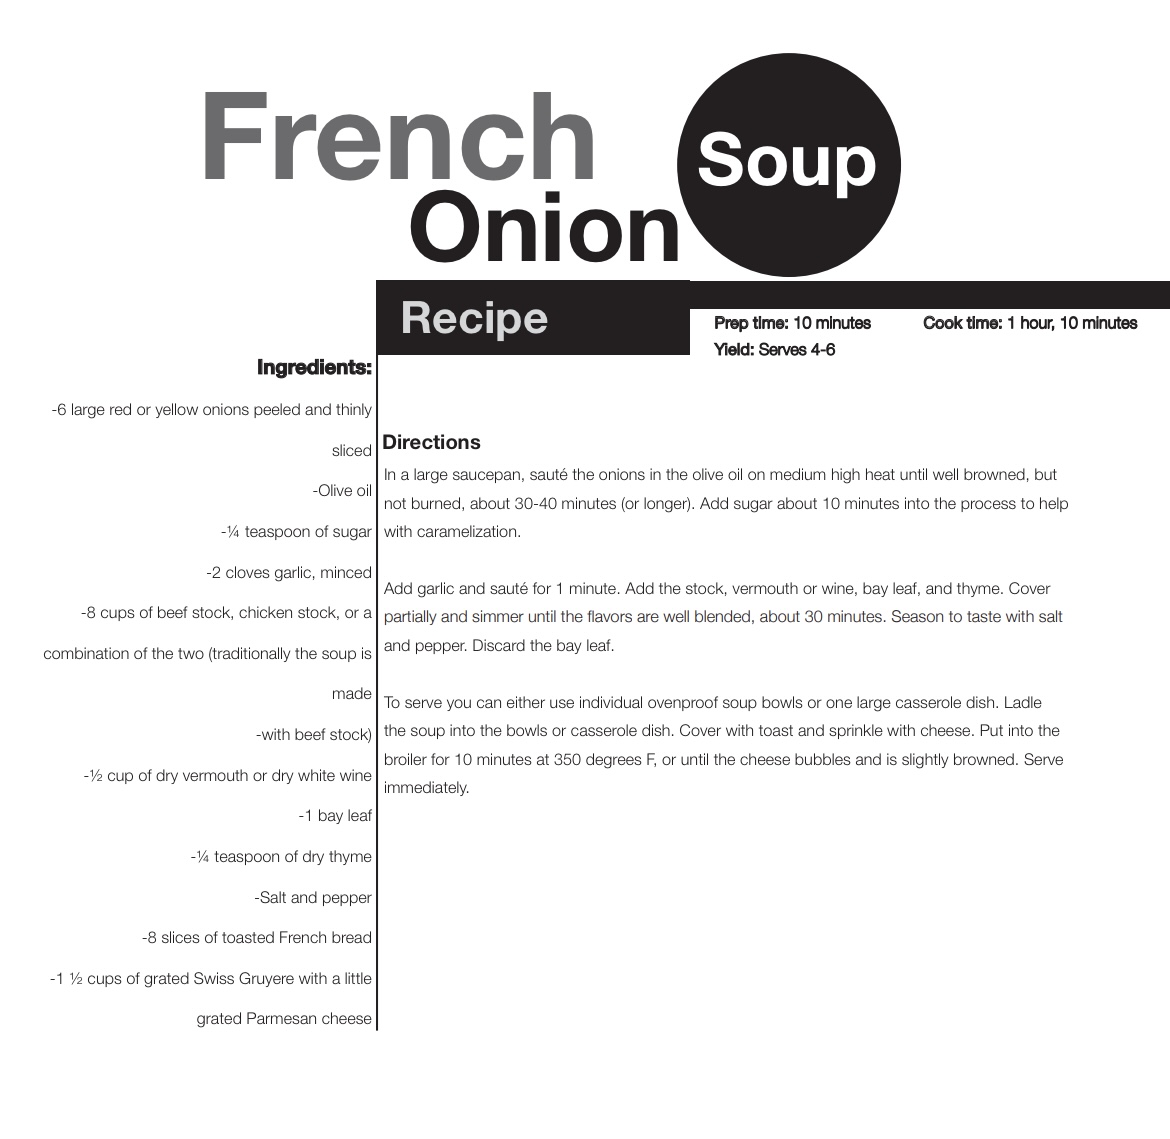 French
Onion
Soup
Recipe
Prep time: 10 minutes Cook time: 1 hour, 10 minutes
Yield: Serves 4-6
Ingredients:
-6 large red or yellow onions peeled and thinly
sliced
-Olive oil
-¼ teaspoon of sugar
-2 cloves garlic, minced
-8 cups of beef stock, chicken stock, or a
combination of the two (traditionally the soup is
made
-with beef stock)
-½ cup of dry vermouth or dry white wine
-1 bay leaf
-¼ teaspoon of dry thyme
-Salt and pepper
-8 slices of toasted French bread
-1 ½ cups of grated Swiss Gruyere with a little
grated Parmesan cheese
Directions
In a large saucepan, sauté the onions in the olive oil on medium high heat until well browned, but
not burned, about 30-40 minutes (or longer). Add sugar about 10 minutes into the process to help
with caramelization.
Add garlic and sauté for 1 minute. Add the stock, vermouth or wine, bay leaf, and thyme. Cover
partially and simmer until the flavors are well blended, about 30 minutes. Season to taste with salt
and pepper. Discard the bay leaf.
To serve you can either use individual ovenproof soup bowls or one large casserole dish. Ladle
the soup into the bowls or casserole dish. Cover with toast and sprinkle with cheese. Put into the
broiler for 10 minutes at 350 degrees F, or until the cheese bubbles and is slightly browned. Serve
immediately.